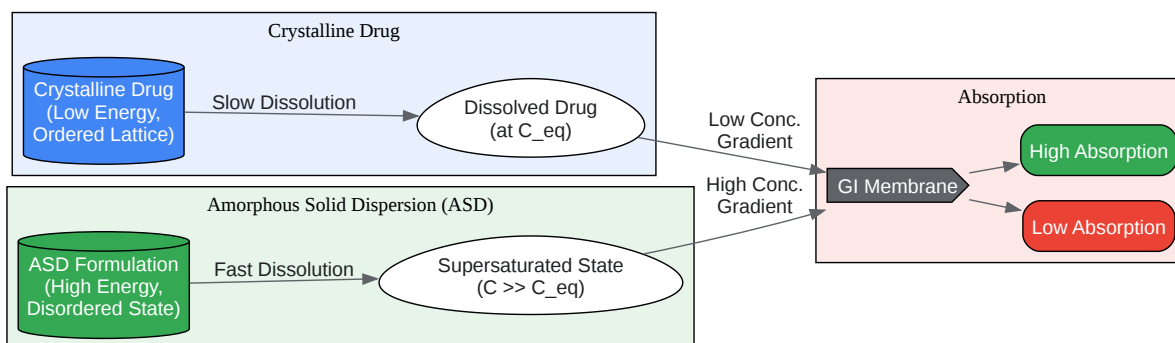 Crystalline Drug
Crystalline Drug
(Low Energy,
Ordered Lattice)
Slow Dissolution
Dissolved Drug
(at C_eq)
Low Conc.
Gradient
Amorphous Solid Dispersion (ASD)
ASD Formulation
(High Energy,
Disordered State)
Fast Dissolution
Supersaturated State
(C >> C_eq)
High Conc.
Gradient
Absorption
GI Membrane
High Absorption
Low Absorption